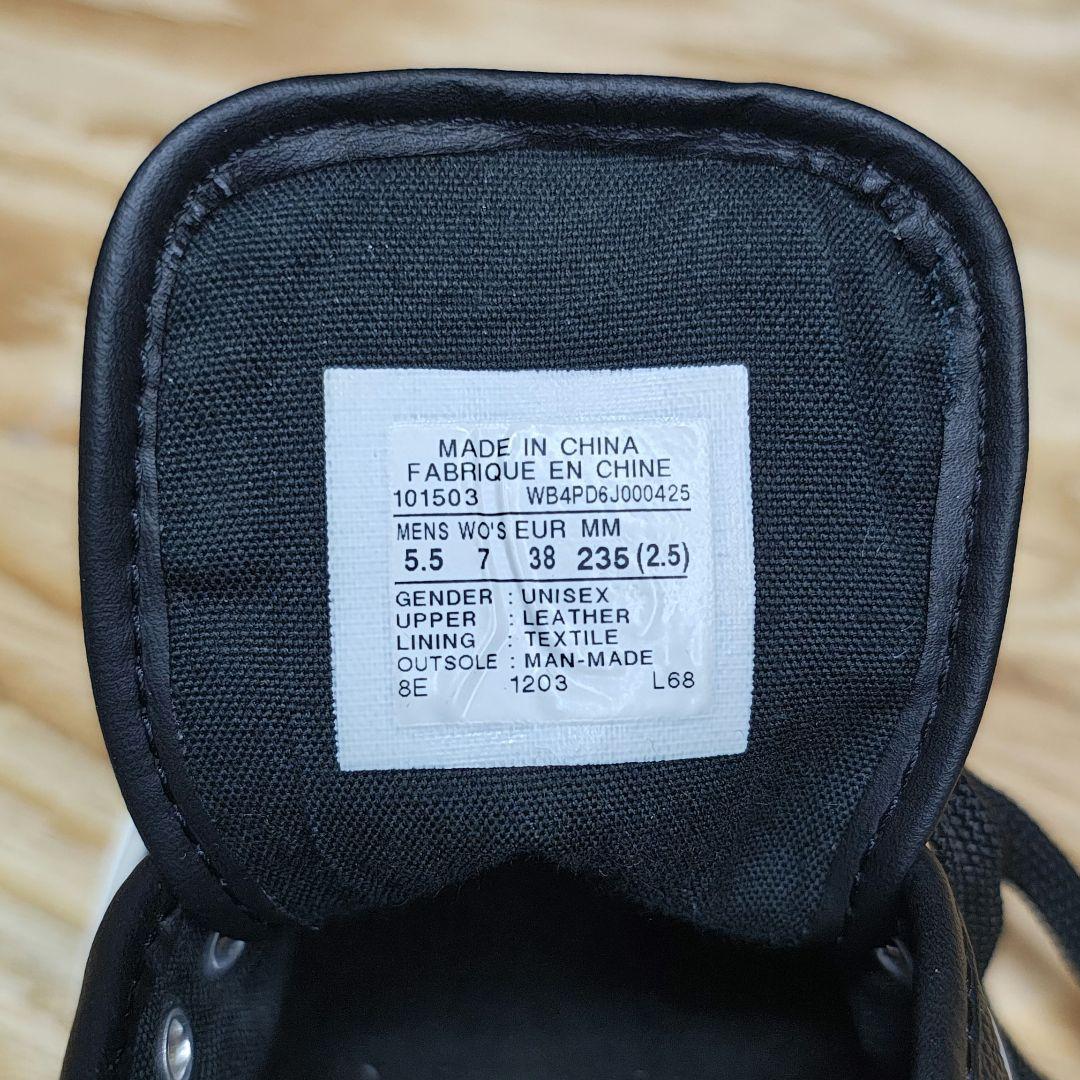 MADE IN CHINA
FABRIQUE EN CHINE
101503 WB4PD6J000425
MENS WO'S EUR MM
5.5 7 38 235 (2.5)
GENDER : UNISEX
UPPER : LEATHER
LINING : TEXTILE
OUTSOLE : MAN-MADE
8E 1203 L68